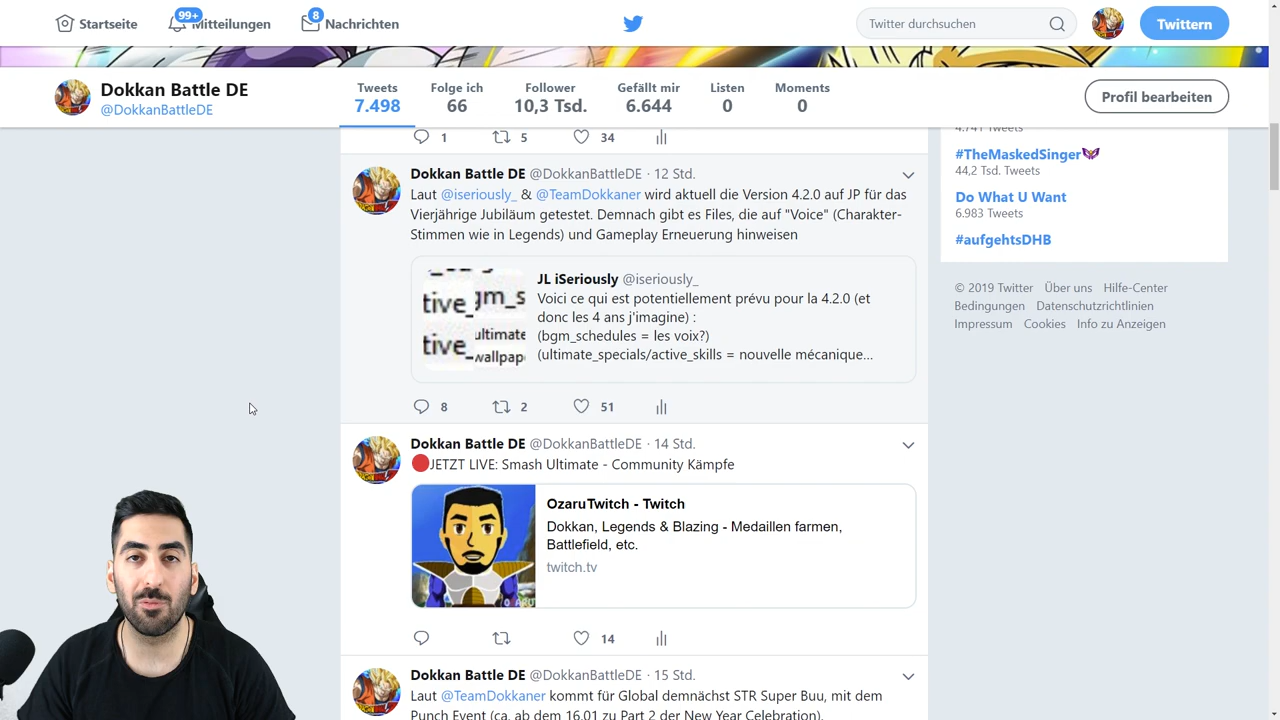 Startseite
99+
Mitteilungen
8
Nachrichten
Twitter durchsuchen
Twittern
Dokkan Battle DE
@DokkanBattleDE
Tweets
7.498
Folge ich
66
Follower
10,3 Tsd.
Gefällt mir
6.644
Listen
0
Moments
0
Profil bearbeiten
1 5 34
Dokkan Battle DE @DokkanBattleDE · 12 Std.
Laut @iseriously_ & @TeamDokkaner wird aktuell die Version 4.2.0 auf JP für das
Vierjährige Jubiläum getestet. Demnach gibt es Files, die auf "Voice" (Charakter-
Stimmen wie in Legends) und Gameplay Erneuerung hinweisen
tive_
gm_s
tive_
ultimate
wallpap
JL iSeriously @iseriously_
Voici ce qui est potentiellement prévu pour la 4.2.0 (et
donc les 4 ans j'imagine) :
(bgm_schedules = les voix?)
(ultimate_specials/active_skills = nouvelle mécanique...
8 2 51
Dokkan Battle DE @DokkanBattleDE · 14 Std.
JETZT LIVE: Smash Ultimate - Community Kämpfe
OzaruTwitch - Twitch
Dokkan, Legends & Blazing - Medaillen farmen,
Battlefield, etc.
twitch.tv
14
Dokkan Battle DE @DokkanBattleDE · 15 Std.
Laut @TeamDokkaner kommt für Global demnächst STR Super Buu, mit dem
Punch Event (ca. ab dem 16.01 zu Part 2 der New Year Celebration).
4.741 Tweets
#TheMaskedSinger
44,2 Tsd. Tweets
Do What U Want
6.983 Tweets
#aufgehtsDHB
© 2019 Twitter Über uns Hilfe-Center
Bedingungen Datenschutzrichtlinien
Impressum Cookies Info zu Anzeigen